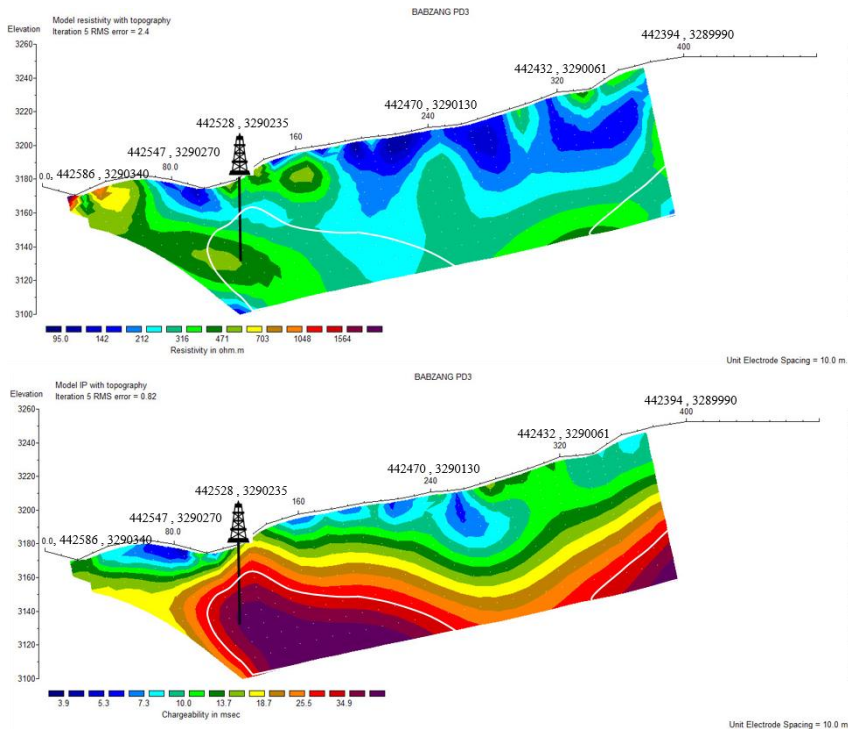 BABZANG PD3
Model resistivity with topography
Elevation Iteration 5 RMS error = 2.4
442394 , 3289990
400
3260
442432 , 3290061
320
3240
442470 , 3290130
240
3220
442528 , 3290235
160
3200
442547 , 3290270
80.0
3180
0.0, 442586 , 3290340
3160
3140
3120
3100
95.0 142 212 316 471 703 1048 1564
Resistivity in ohm.m
Unit Electrode Spacing = 10.0 m.
BABZANG PD3
Model IP with topography
Elevation Iteration 5 RMS error = 0.82
442394 , 3289990
400
3260
442432 , 3290061
320
3240
442470 , 3290130
240
3220
442528 , 3290235
160
3200
442547 , 3290270
80.0
3180
0.0, 442586 , 3290340
3160
3140
3120
3100
3.9 5.3 7.3 10.0 13.7 18.7 25.5 34.9
Chargeability in msec
Unit Electrode Spacing = 10.0 m.